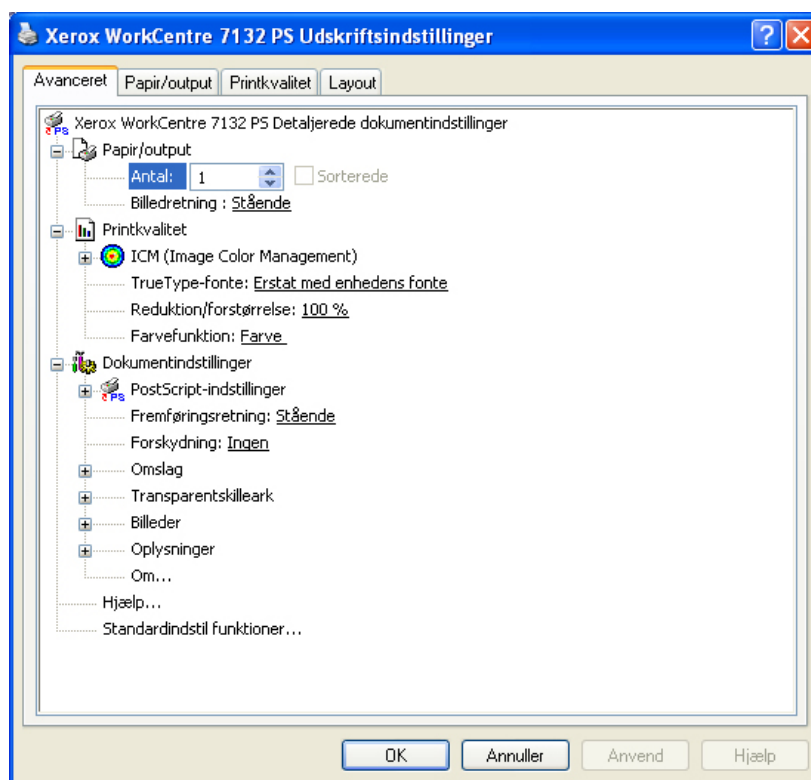 Xerox WorkCentre 7132 PS Udskriftsindstillinger
Avanceret Papir/output Printkvalitet Layout
PS Xerox WorkCentre 7132 PS Detaljerede dokumentindstillinger
Papir/output
Antal: 1 Sorterede
Billedretning : Stående
Printkvalitet
ICM (Image Color Management)
TrueType-fonte: Erstat med enhedens fonte
Reduktion/forstørrelse: 100 %
Farvefunktion: Farve
Dokumentindstillinger
PS PostScript-indstillinger
Fremføringsretning: Stående
Forskydning: Ingen
Omslag
Transparentskilleark
Billeder
Oplysninger
Om...
Hjælp...
Standardindstil funktioner...
OK Annuller Anvend Hjælp